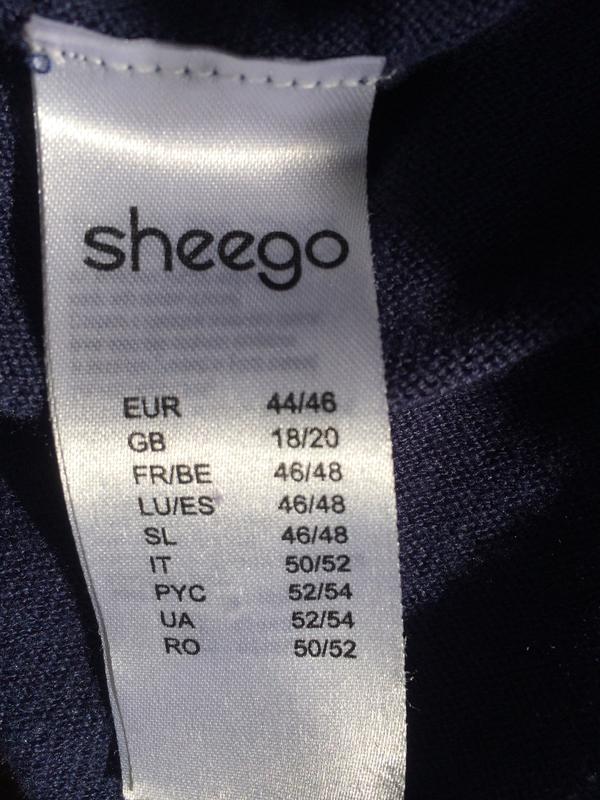 sheego
EUR 44/46
GB 18/20
FR/BE 46/48
LU/ES 46/48
SL 46/48
IT 50/52
РУС 52/54
UA 52/54
RO 50/52